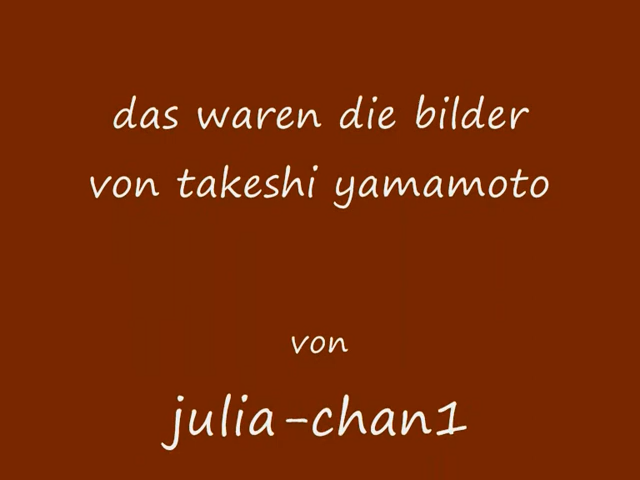 das waren die bilder
von takeshi yamamoto
von
julia-chan1